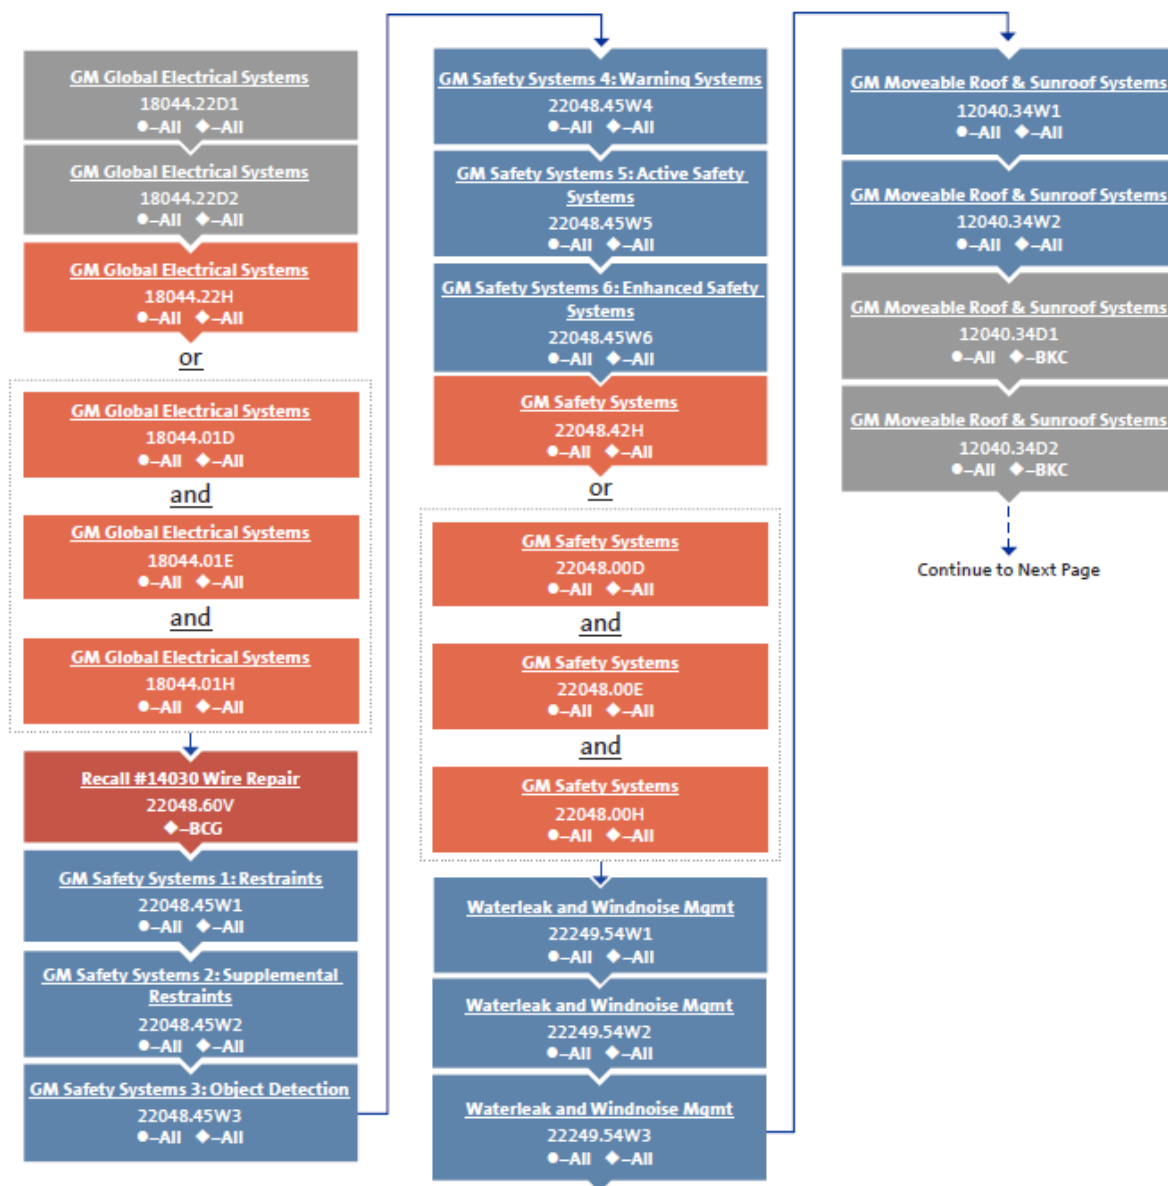 GM Global Electrical Systems
18044.22D1
●–All ◆–All
GM Global Electrical Systems
18044.22D2
●–All ◆–All
GM Global Electrical Systems
18044.22H
●–All ◆–All
or
GM Global Electrical Systems
18044.01D
●–All ◆–All
and
GM Global Electrical Systems
18044.01E
●–All ◆–All
and
GM Global Electrical Systems
18044.01H
●–All ◆–All
Recall #14030 Wire Repair
22048.60V
◆–BCG
GM Safety Systems 1: Restraints
22048.45W1
●–All ◆–All
GM Safety Systems 2: Supplemental
Restraints
22048.45W2
●–All ◆–All
GM Safety Systems 3: Object Detection
22048.45W3
●–All ◆–All
GM Safety Systems 4: Warning Systems
22048.45W4
●–All ◆–All
GM Safety Systems 5: Active Safety
Systems
22048.45W5
●–All ◆–All
GM Safety Systems 6: Enhanced Safety
Systems
22048.45W6
●–All ◆–All
GM Safety Systems
22048.42H
●–All ◆–All
or
GM Safety Systems
22048.00D
●–All ◆–All
and
GM Safety Systems
22048.00E
●–All ◆–All
and
GM Safety Systems
22048.00H
●–All ◆–All
Waterleak and Windnoise Mgmt
22249.54W1
●–All ◆–All
Waterleak and Windnoise Mgmt
22249.54W2
●–All ◆–All
Waterleak and Windnoise Mgmt
22249.54W3
●–All ◆–All
GM Moveable Roof & Sunroof Systems
12040.34W1
●–All ◆–All
GM Moveable Roof & Sunroof Systems
12040.34W2
●–All ◆–All
GM Moveable Roof & Sunroof Systems
12040.34D1
●–All ◆–BKC
GM Moveable Roof & Sunroof Systems
12040.34D2
●–All ◆–BKC
Continue to Next Page